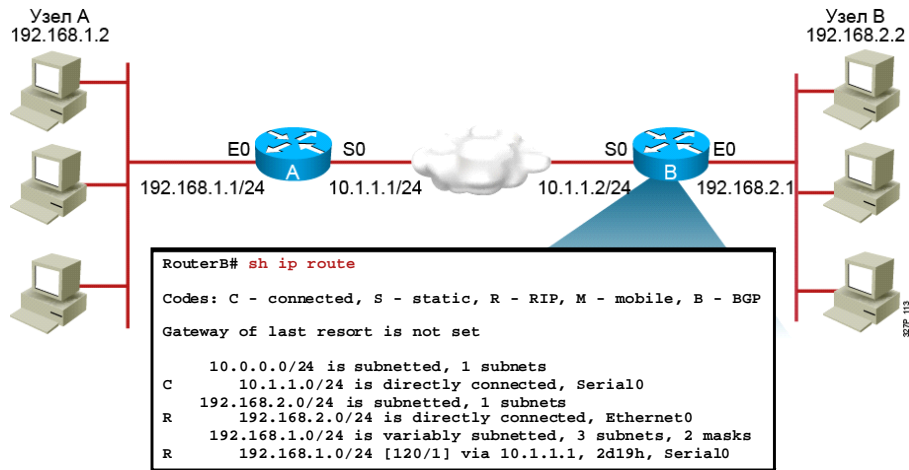 Узел А
192.168.1.2
Узел В
192.168.2.2
E0
S0
S0
E0
A
B
192.168.1.1/24
10.1.1.1/24
10.1.1.2/24
192.168.2.1
RouterB# sh ip route
Codes: C - connected, S - static, R - RIP, M - mobile, B - BGP
Gateway of last resort is not set
10.0.0.0/24 is subnetted, 1 subnets
C 10.1.1.0/24 is directly connected, Serial0
192.168.2.0/24 is subnetted, 1 subnets
R 192.168.2.0/24 is directly connected, Ethernet0
192.168.1.0/24 is variably subnetted, 3 subnets, 2 masks
R 192.168.1.0/24 [120/1] via 10.1.1.1, 2d19h, Serial0
327P_113